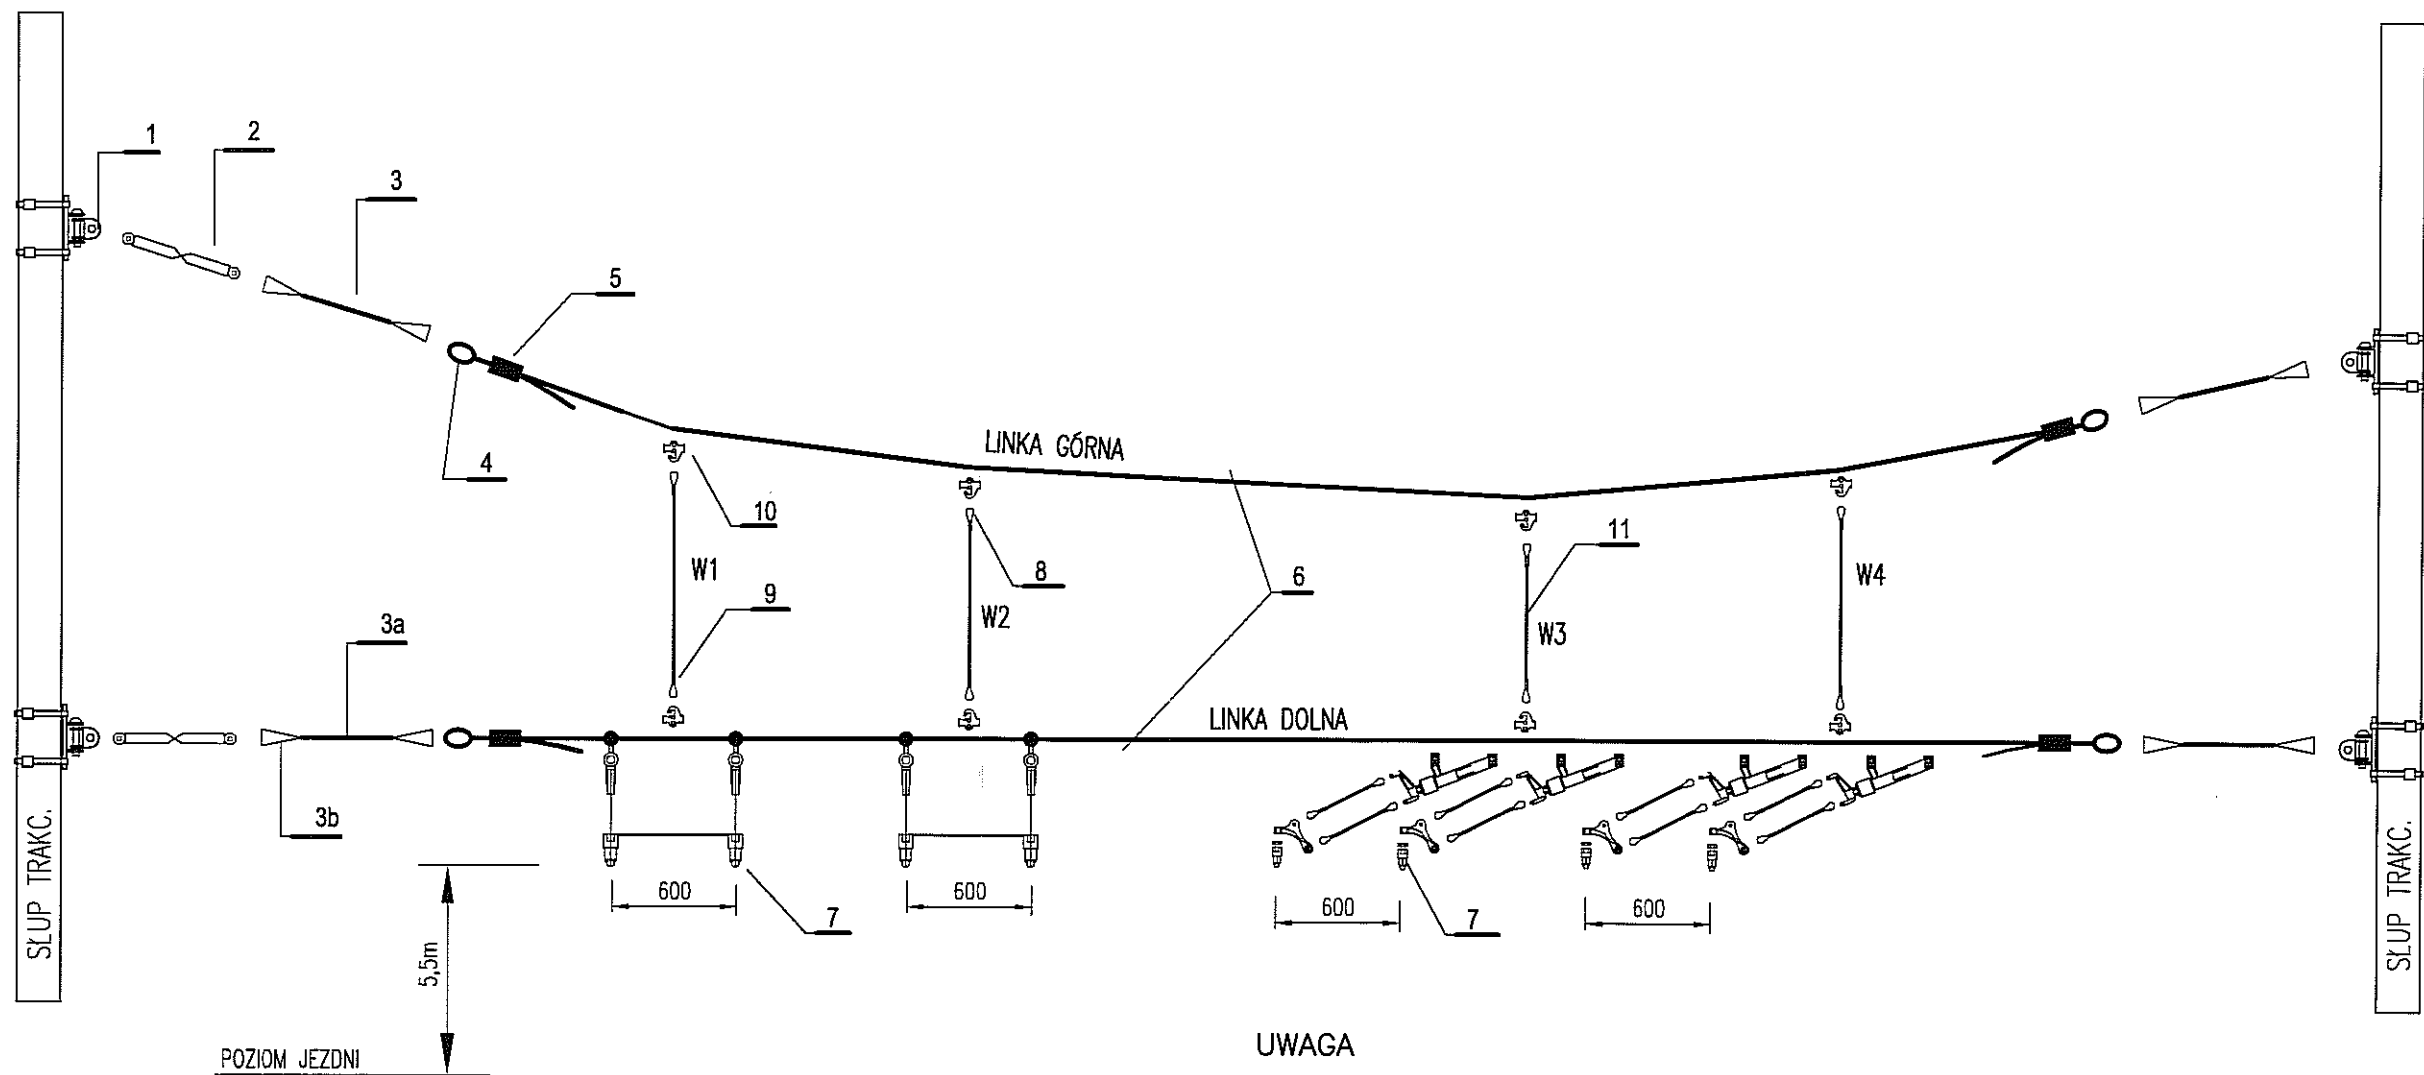 1
2
3
5
LINKA GÓRNA
4
10
11
W1
8
6
W4
9
W2
W3
3a
LINKA DOLNA
3b
600
600
7
600
7
600
5,5m
SŁUP TRAKC.
SŁUP TRAKC.
UWAGA
POZIOM JEZDNI